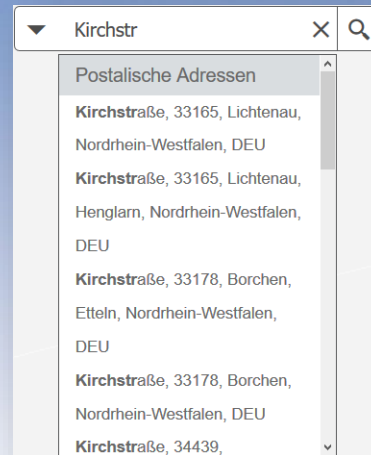 Kirchstr
Postalische Adressen
Kirchstraße, 33165, Lichtenau,
Nordrhein-Westfalen, DEU
Kirchstraße, 33165, Lichtenau,
Henglarn, Nordrhein-Westfalen,
DEU
Kirchstraße, 33178, Borchen,
Etteln, Nordrhein-Westfalen,
DEU
Kirchstraße, 33178, Borchen,
Nordrhein-Westfalen, DEU
Kirchstraße, 34439,